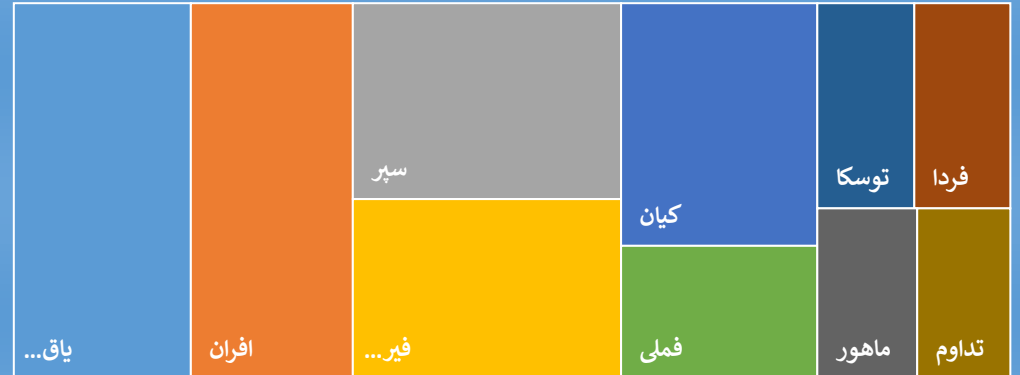 یاق...
افران
سپر
فیر...
کیان
فملی
توسکا
فردا
ماهور
تداوم